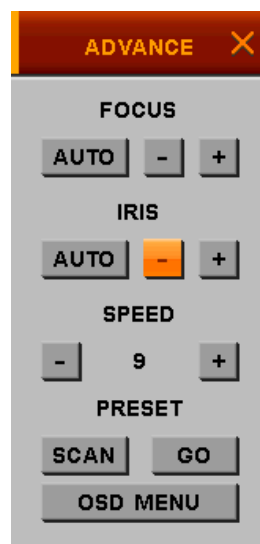 ADVANCE
FOCUS
AUTO - +
IRIS
AUTO - +
SPEED
- 9 +
PRESET
SCAN GO
OSD MENU